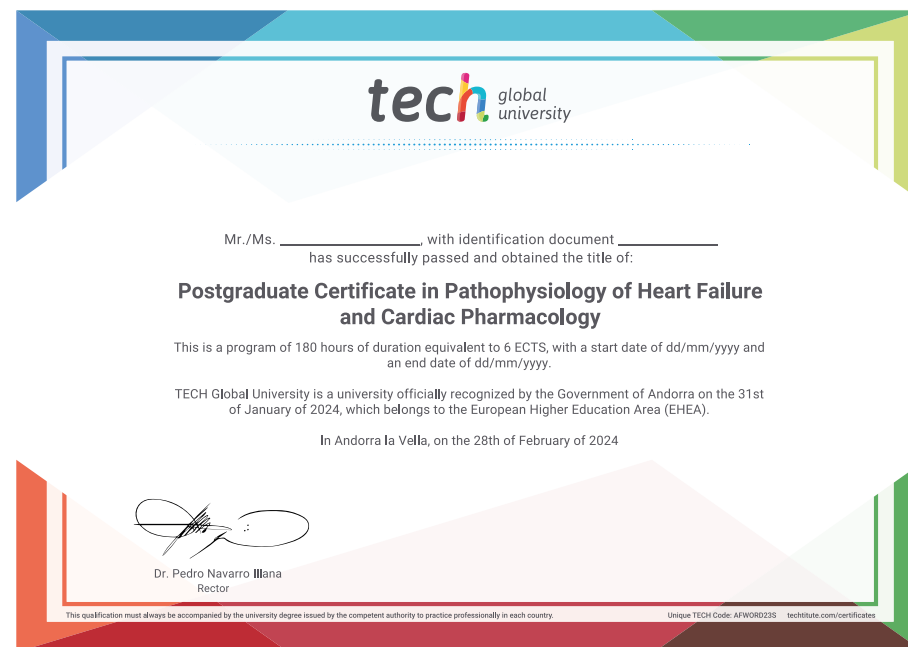 tech global
university
Mr./Ms. ____________, with identification document ____________
has successfully passed and obtained the title of:
Postgraduate Certificate in Pathophysiology of Heart Failure
and Cardiac Pharmacology
This is a program of 180 hours of duration equivalent to 6 ECTS, with a start date of dd/mm/yyyy and
an end date of dd/mm/yyyy.
TECH Global University is a university officially recognized by the Government of Andorra on the 31st
of January of 2024, which belongs to the European Higher Education Area (EHEA).
In Andorra la Vella, on the 28th of February of 2024
Dr. Pedro Navarro Illana
Rector
This qualification must always be accompanied by the university degree issued by the competent authority to practice professionally in each country.
Unique TECH Code: AFWORD23S techtitute.com/certificates